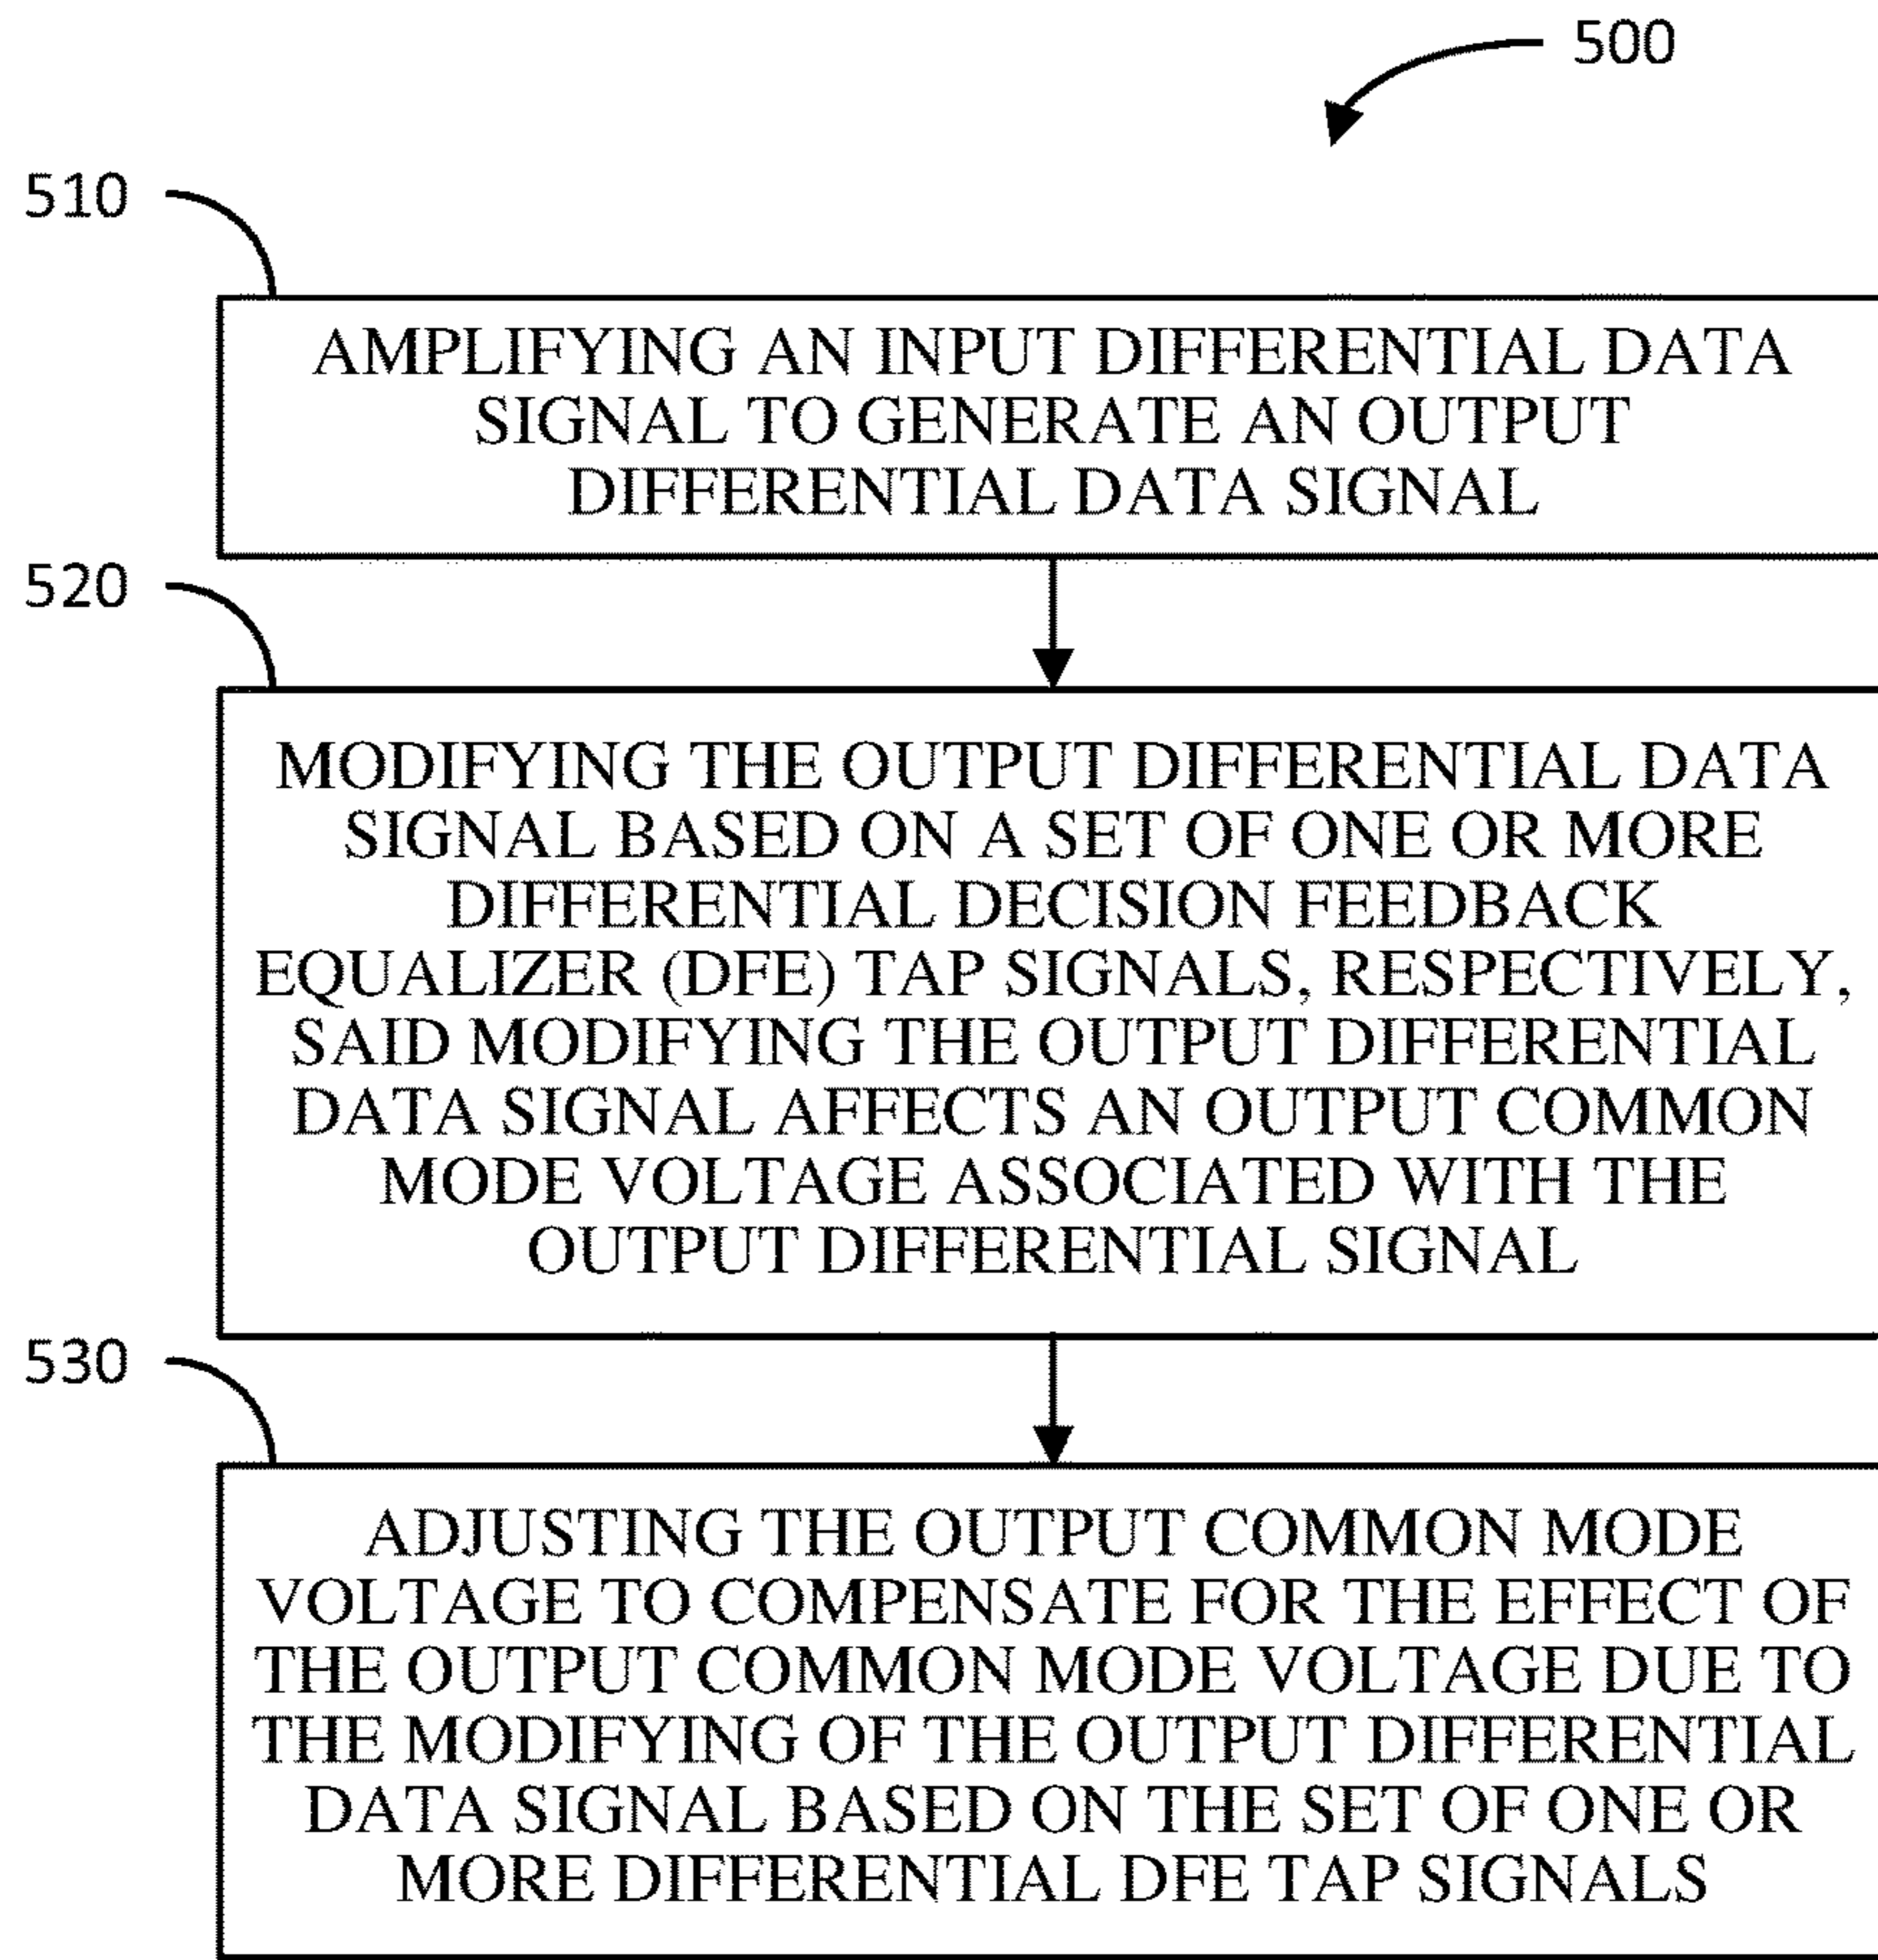 500
510
AMPLIFYING AN INPUT DIFFERENTIAL DATA
SIGNAL TO GENERATE AN OUTPUT
DIFFERENTIAL DATA SIGNAL
520
MODIFYING THE OUTPUT DIFFERENTIAL DATA
SIGNAL BASED ON A SET OF ONE OR MORE
DIFFERENTIAL DECISION FEEDBACK
EQUALIZER (DFE) TAP SIGNALS, RESPECTIVELY,
SAID MODIFYING THE OUTPUT DIFFERENTIAL
DATA SIGNAL AFFECTS AN OUTPUT COMMON
MODE VOLTAGE ASSOCIATED WITH THE
OUTPUT DIFFERENTIAL SIGNAL
530
ADJUSTING THE OUTPUT COMMON MODE
VOLTAGE TO COMPENSATE FOR THE EFFECT OF
THE OUTPUT COMMON MODE VOLTAGE DUE TO
THE MODIFYING OF THE OUTPUT DIFFERENTIAL
DATA SIGNAL BASED ON THE SET OF ONE OR
MORE DIFFERENTIAL DFE TAP SIGNALS